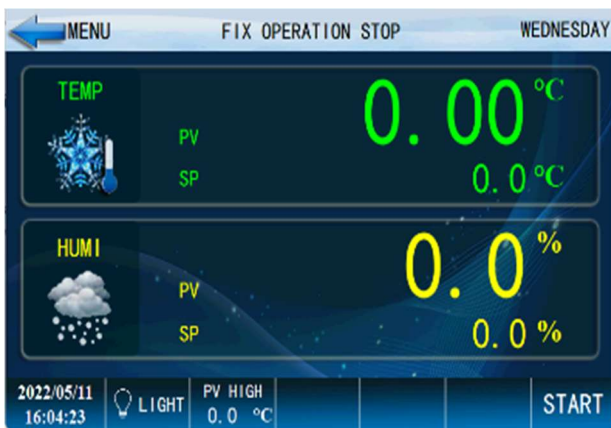 MENU FIX OPERATION STOP WEDNESDAY
TEMP
PV 0.00 °C
SP 0.0 °C
HUMI
PV 0.0 %
SP 0.0 %
2022/05/11
16:04:23
LIGHT
PV HIGH
0.0 °C
START